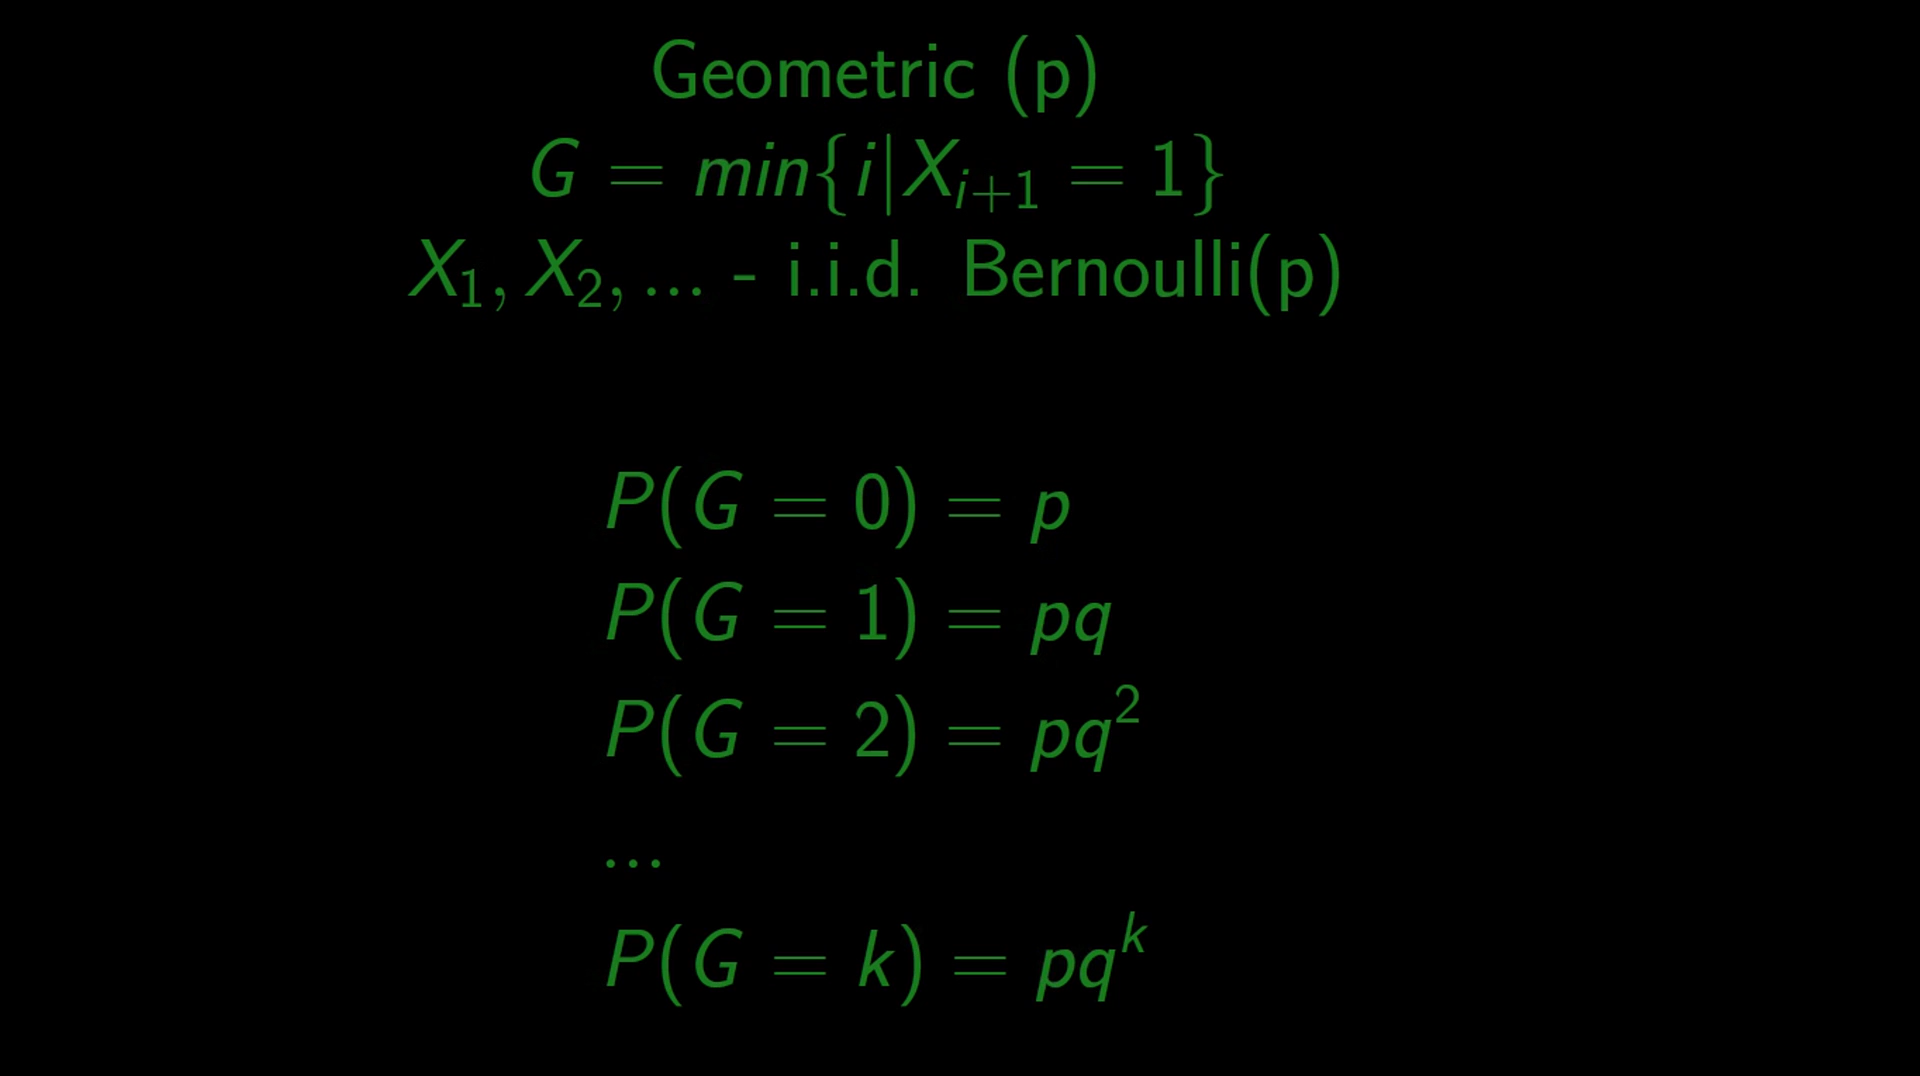 Geometric (p)
G = min{i|X_{i+1} = 1}
X_1, X_2, ... - i.i.d. Bernoulli(p)
P(G = 0) = p
P(G = 1) = pq
P(G = 2) = pq^2
...
P(G = k) = pq^k